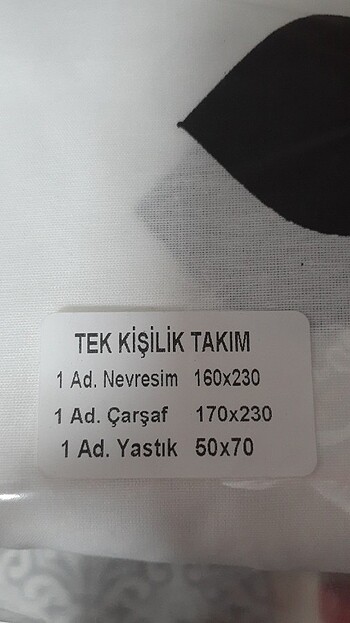 TEK KİŞİLİK TAKIM
1 Ad. Nevresim 160x230
1 Ad. Çarşaf 170x230
1 Ad. Yastık 50x70